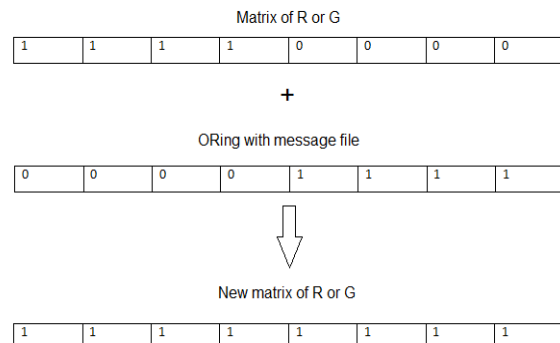 Matrix of R or G
1 1 1 1 0 0 0 0
+
ORing with message file
0 0 0 0 1 1 1 1
New matrix of R or G
1 1 1 1 1 1 1 1